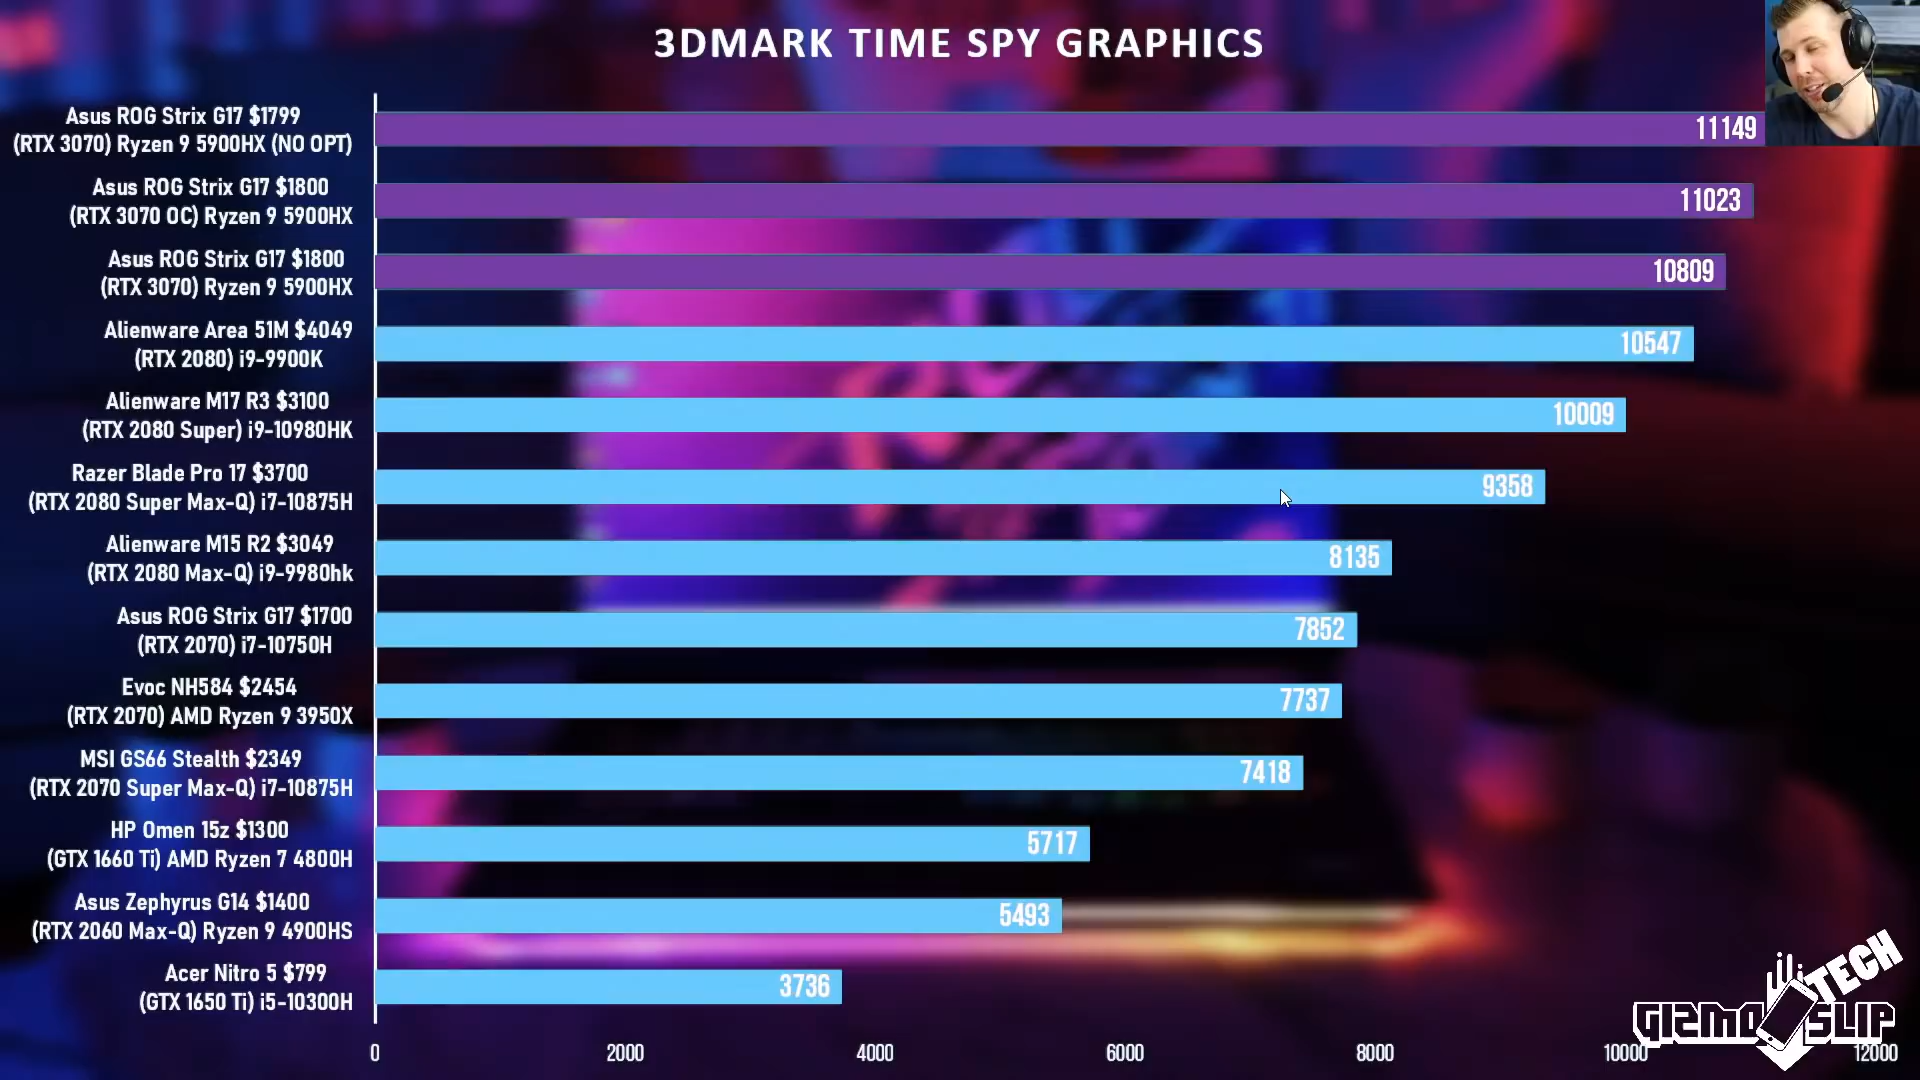 3DMARK TIME SPY GRAPHICS
Asus ROG Strix G17 $1799
(RTX 3070) Ryzen 9 5900HX (NO OPT)
11149
Asus ROG Strix G17 $1800
(RTX 3070 OC) Ryzen 9 5900HX
11023
Asus ROG Strix G17 $1800
(RTX 3070) Ryzen 9 5900HX
10809
Alienware Area 51M $4049
(RTX 2080) i9-9900K
10547
Alienware M17 R3 $3100
(RTX 2080 Super) i9-10980HK
10009
Razer Blade Pro 17 $3700
(RTX 2080 Super Max-Q) i7-10875H
9358
Alienware M15 R2 $3049
(RTX 2080 Max-Q) i9-9980hk
8135
Asus ROG Strix G17 $1700
(RTX 2070) i7-10750H
7852
Evoc NH584 $2454
(RTX 2070) AMD Ryzen 9 3950X
7737
MSI GS66 Stealth $2349
(RTX 2070 Super Max-Q) i7-10875H
7418
HP Omen 15z $1300
(GTX 1660 Ti) AMD Ryzen 7 4800H
5717
Asus Zephyrus G14 $1400
(RTX 2060 Max-Q) Ryzen 9 4900HS
5493
Acer Nitro 5 $799
(GTX 1650 Ti) i5-10300H
3736
0 2000 4000 6000 8000 10000 12000
GIZMO SLIP
TECH